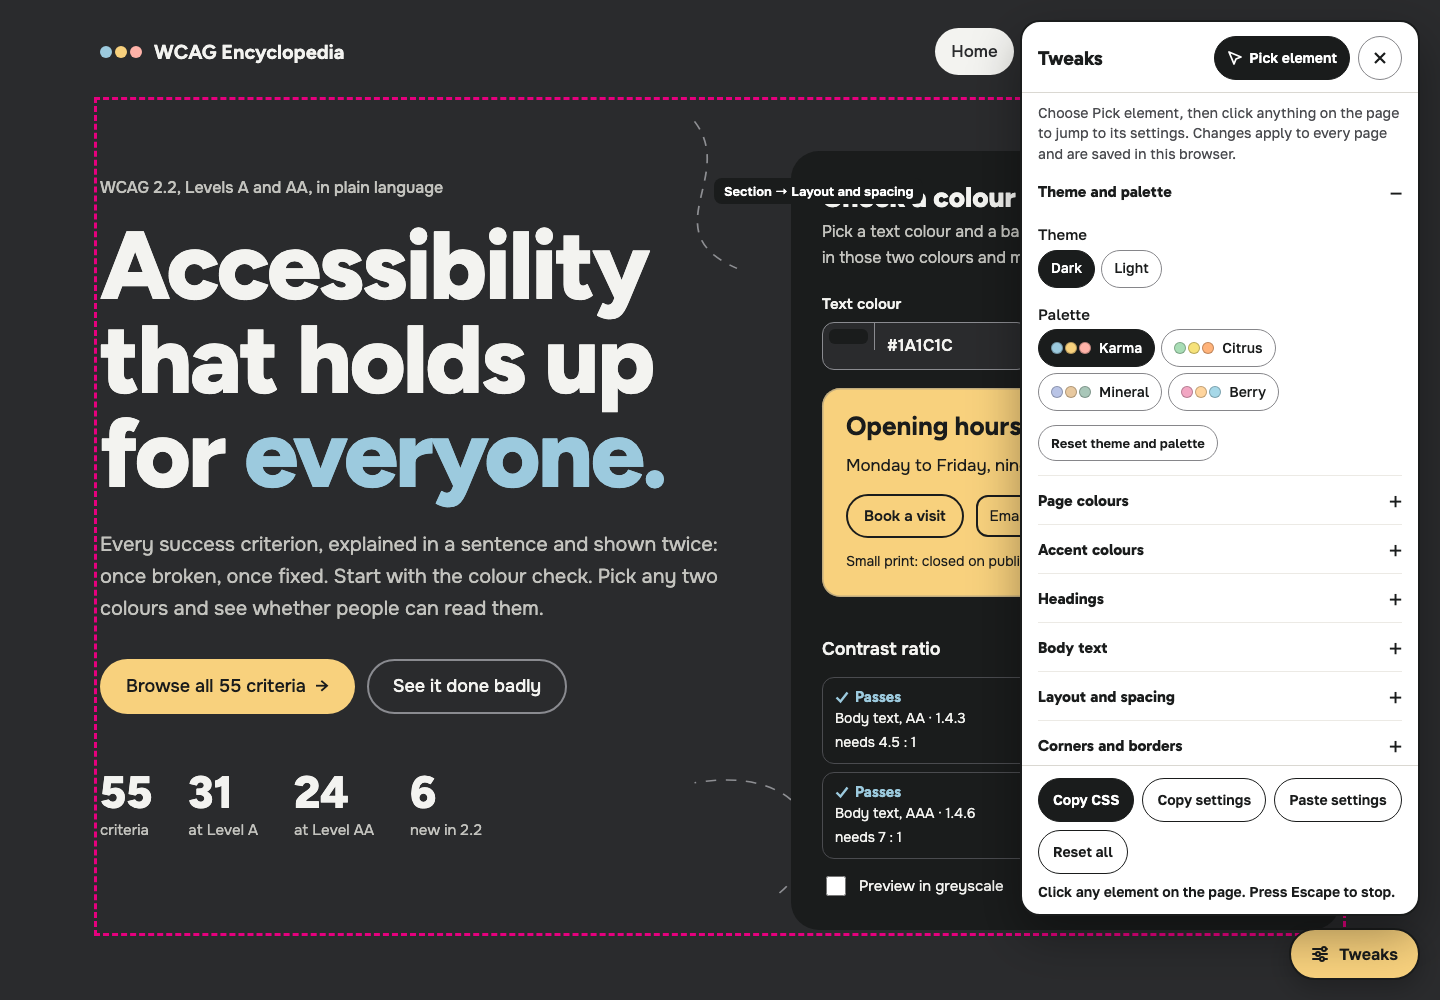 WCAG Encyclopedia
Home
WCAG 2.2, Levels A and AA, in plain language
Accessibility
that holds up
for everyone.
Every success criterion, explained in a sentence and shown twice:
once broken, once fixed. Start with the colour check. Pick any two
colours and see whether people can read them.
Browse all 55 criteria →
See it done badly
55
criteria
31
at Level A
24
at Level AA
6
new in 2.2
Section → Layout and spacing
colour
Pick a text colour and a ba
in those two colours and m
Text colour
#1A1C1C
Opening hours
Monday to Friday, nin
Book a visit
Ema
Small print: closed on publi
Contrast ratio
Passes
Body text, AA · 1.4.3
needs 4.5 : 1
Passes
Body text, AAA · 1.4.6
needs 7 : 1
Preview in greyscale
Tweaks
Pick element
Choose Pick element, then click anything on the page
to jump to its settings. Changes apply to every page
and are saved in this browser.
Theme and palette
Theme
Dark
Light
Palette
Karma
Citrus
Mineral
Berry
Reset theme and palette
Page colours
Accent colours
Headings
Body text
Layout and spacing
Corners and borders
Copy CSS
Copy settings
Paste settings
Reset all
Click any element on the page. Press Escape to stop.
Tweaks